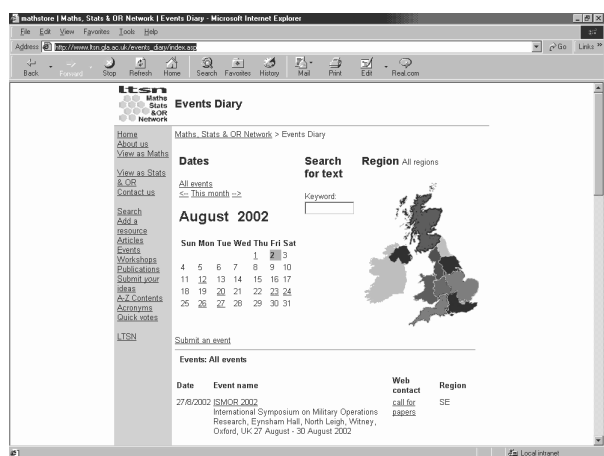 mathstore | Maths, Stats & OR Network | Events Diary - Microsoft Internet Explorer
File Edit View Favorites Tools Help
Address http://www.ltsn.gla.ac.uk/events_diary/index.asp Go Links »
Back Forward Stop Refresh Home Search Favorites History Mail Print Edit Real.com
ltsn
Maths
Stats
&OR
Network
Events Diary
Home
About us
View as Maths
View as Stats
& OR
Contact us
Search
Add a
resource
Articles
Events
Workshops
Publications
Submit your
ideas
A-Z Contents
Acronyms
Quick votes
LTSN
Maths, Stats & OR Network > Events Diary
Dates
All events
<-- This month -->
August 2002
Sun Mon Tue Wed Thu Fri Sat
1 2 3
4 5 6 7 8 9 10
11 12 13 14 15 16 17
18 19 20 21 22 23 24
25 26 27 28 29 30 31
Search
for text
Keyword:
Region All regions
Submit an event
Events: All events
Date Event name Web contact Region
27/8/2002 ISMOR 2002 call for papers SE
International Symposium on Military Operations
Research, Eynsham Hall, North Leigh, Witney,
Oxford, UK 27 August - 30 August 2002
Local intranet